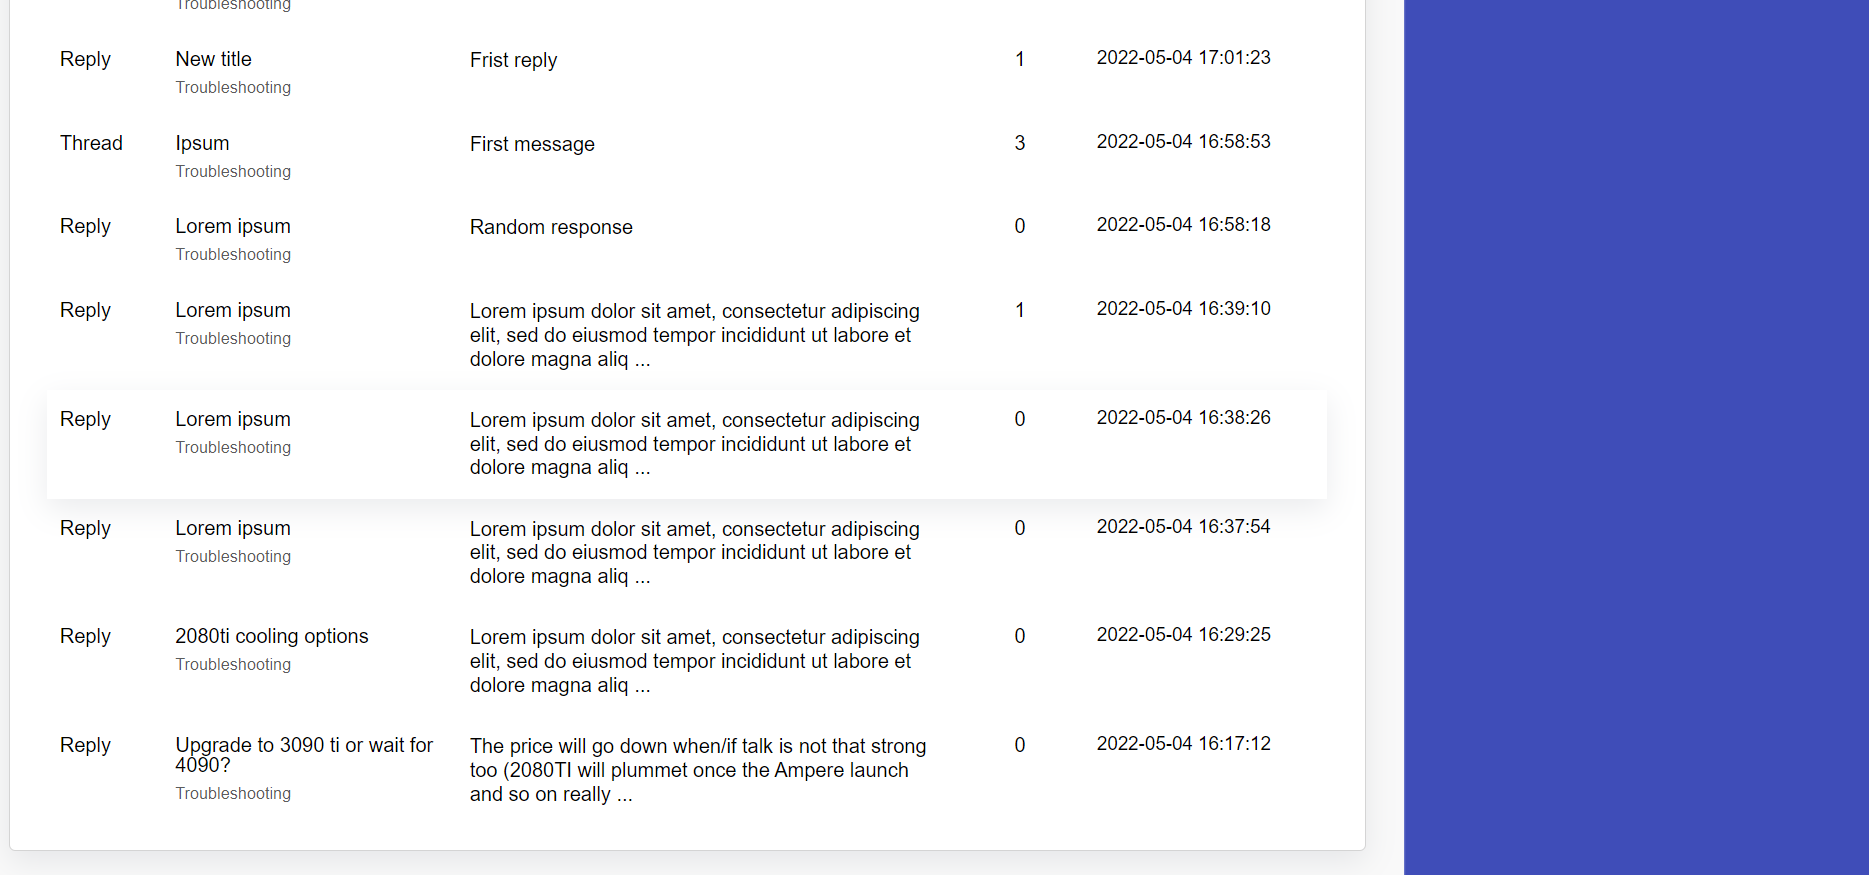 Troubleshooting
Reply New title Frist reply 1 2022-05-04 17:01:23
Troubleshooting
Thread Ipsum First message 3 2022-05-04 16:58:53
Troubleshooting
Reply Lorem ipsum Random response 0 2022-05-04 16:58:18
Troubleshooting
Reply Lorem ipsum Lorem ipsum dolor sit amet, consectetur adipiscing 1 2022-05-04 16:39:10
Troubleshooting elit, sed do eiusmod tempor incididunt ut labore et
dolore magna aliq ...
Reply Lorem ipsum Lorem ipsum dolor sit amet, consectetur adipiscing 0 2022-05-04 16:38:26
Troubleshooting elit, sed do eiusmod tempor incididunt ut labore et
dolore magna aliq ...
Reply Lorem ipsum Lorem ipsum dolor sit amet, consectetur adipiscing 0 2022-05-04 16:37:54
Troubleshooting elit, sed do eiusmod tempor incididunt ut labore et
dolore magna aliq ...
Reply 2080ti cooling options Lorem ipsum dolor sit amet, consectetur adipiscing 0 2022-05-04 16:29:25
Troubleshooting elit, sed do eiusmod tempor incididunt ut labore et
dolore magna aliq ...
Reply Upgrade to 3090 ti or wait for The price will go down when/if talk is not that strong 0 2022-05-04 16:17:12
4090? too (2080TI will plummet once the Ampere launch
Troubleshooting and so on really ...